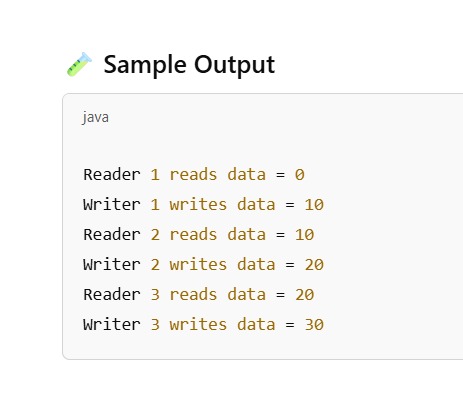 Sample Output
java
Reader 1 reads data = 0
Writer 1 writes data = 10
Reader 2 reads data = 10
Writer 2 writes data = 20
Reader 3 reads data = 20
Writer 3 writes data = 30